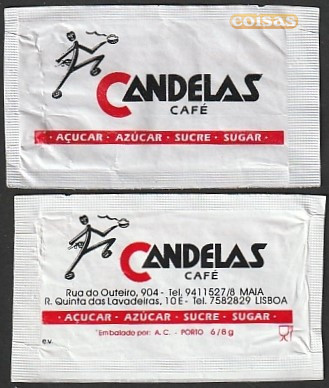 coisas
CANDELAS
CAFÉ
· AÇUCAR · AZÚCAR · SUCRE · SUGAR ·
CANDELAS
CAFÉ
Rua do Outeiro, 904 - Tel. 9411527/8 MAIA
R. Quinta das Lavadeiras, 10 E - Tel. 7582829 LISBOA
· AÇUCAR · AZÚCAR · SUCRE · SUGAR ·
Embalado por: A. C. - PORTO 6/8 g
e.v.